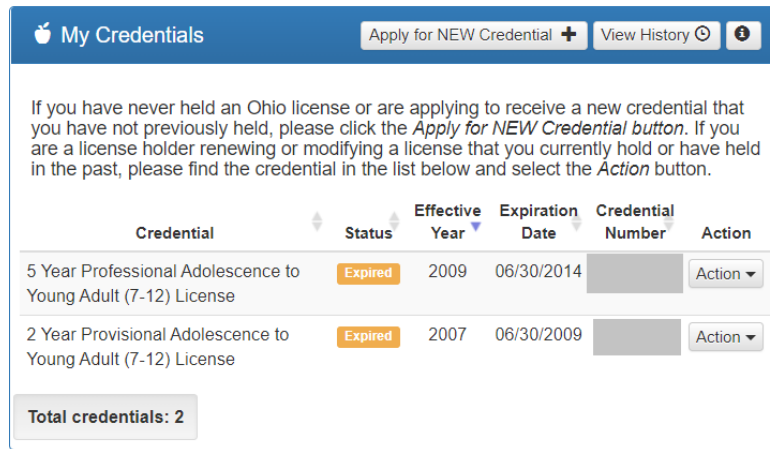 My Credentials
Apply for NEW Credential
View History
If you have never held an Ohio license or are applying to receive a new credential that
you have not previously held, please click the Apply for NEW Credential button. If you
are a license holder renewing or modifying a license that you currently hold or have held
in the past, please find the credential in the list below and select the Action button.
Credential Status Effective Year Expiration Date Credential Number Action
5 Year Professional Adolescence to
Young Adult (7-12) License
Expired 2009 06/30/2014 Action
2 Year Provisional Adolescence to
Young Adult (7-12) License
Expired 2007 06/30/2009 Action
Total credentials: 2